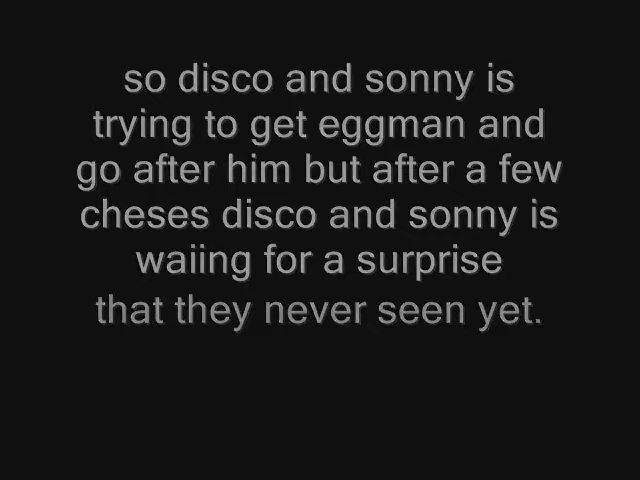 so disco and sonny is
trying to get eggman and
go after him but after a few
cheses disco and sonny is
waiing for a surprise
that they never seen yet.